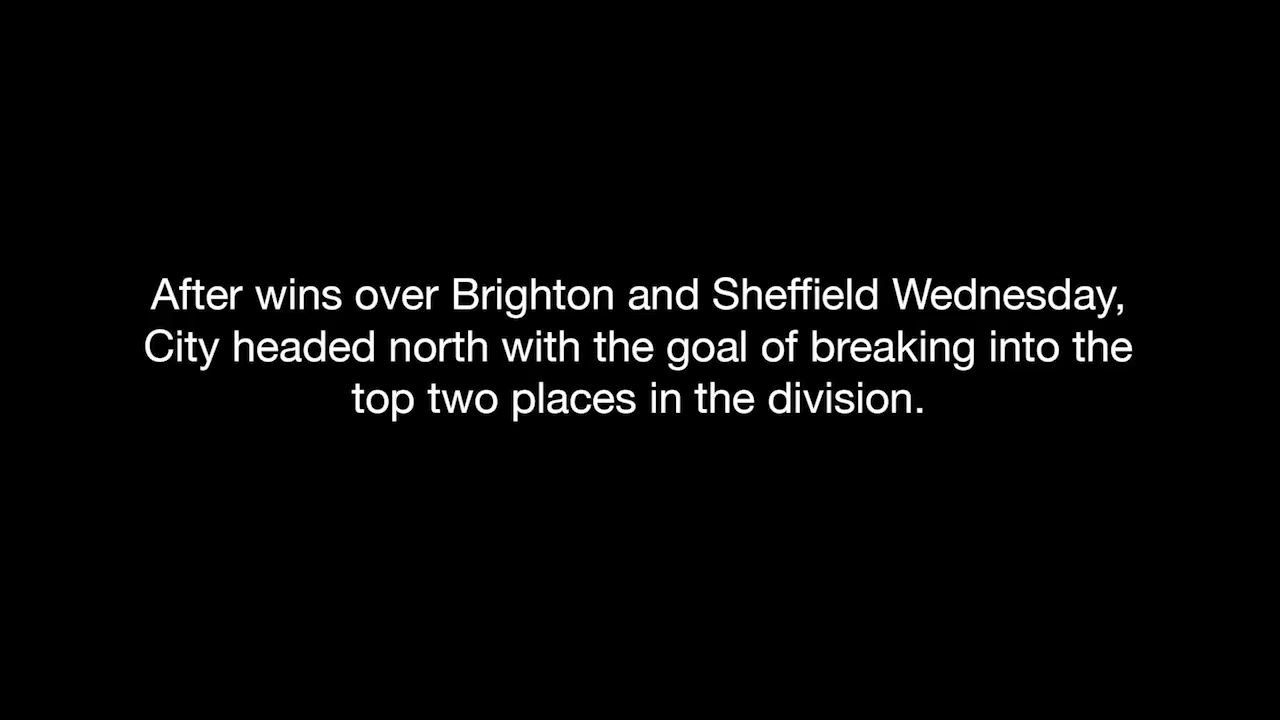 After wins over Brighton and Sheffield Wednesday,
City headed north with the goal of breaking into the
top two places in the division.